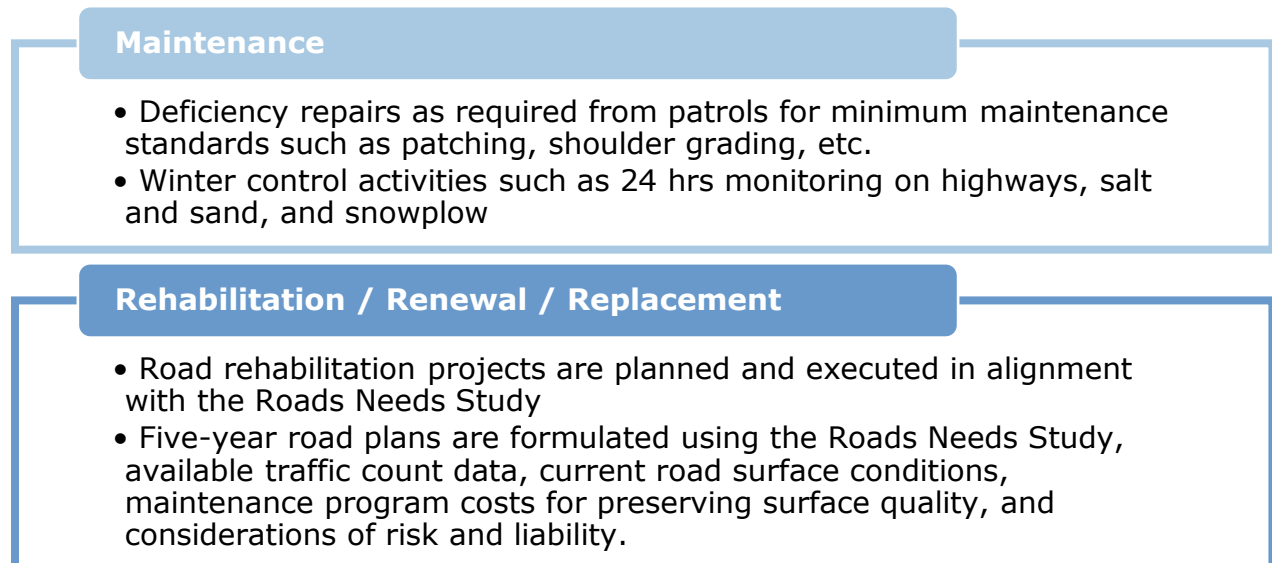 Maintenance
• Deficiency repairs as required from patrols for minimum maintenance
standards such as patching, shoulder grading, etc.
• Winter control activities such as 24 hrs monitoring on highways, salt
and sand, and snowplow
Rehabilitation / Renewal / Replacement
• Road rehabilitation projects are planned and executed in alignment
with the Roads Needs Study
• Five-year road plans are formulated using the Roads Needs Study,
available traffic count data, current road surface conditions,
maintenance program costs for preserving surface quality, and
considerations of risk and liability.